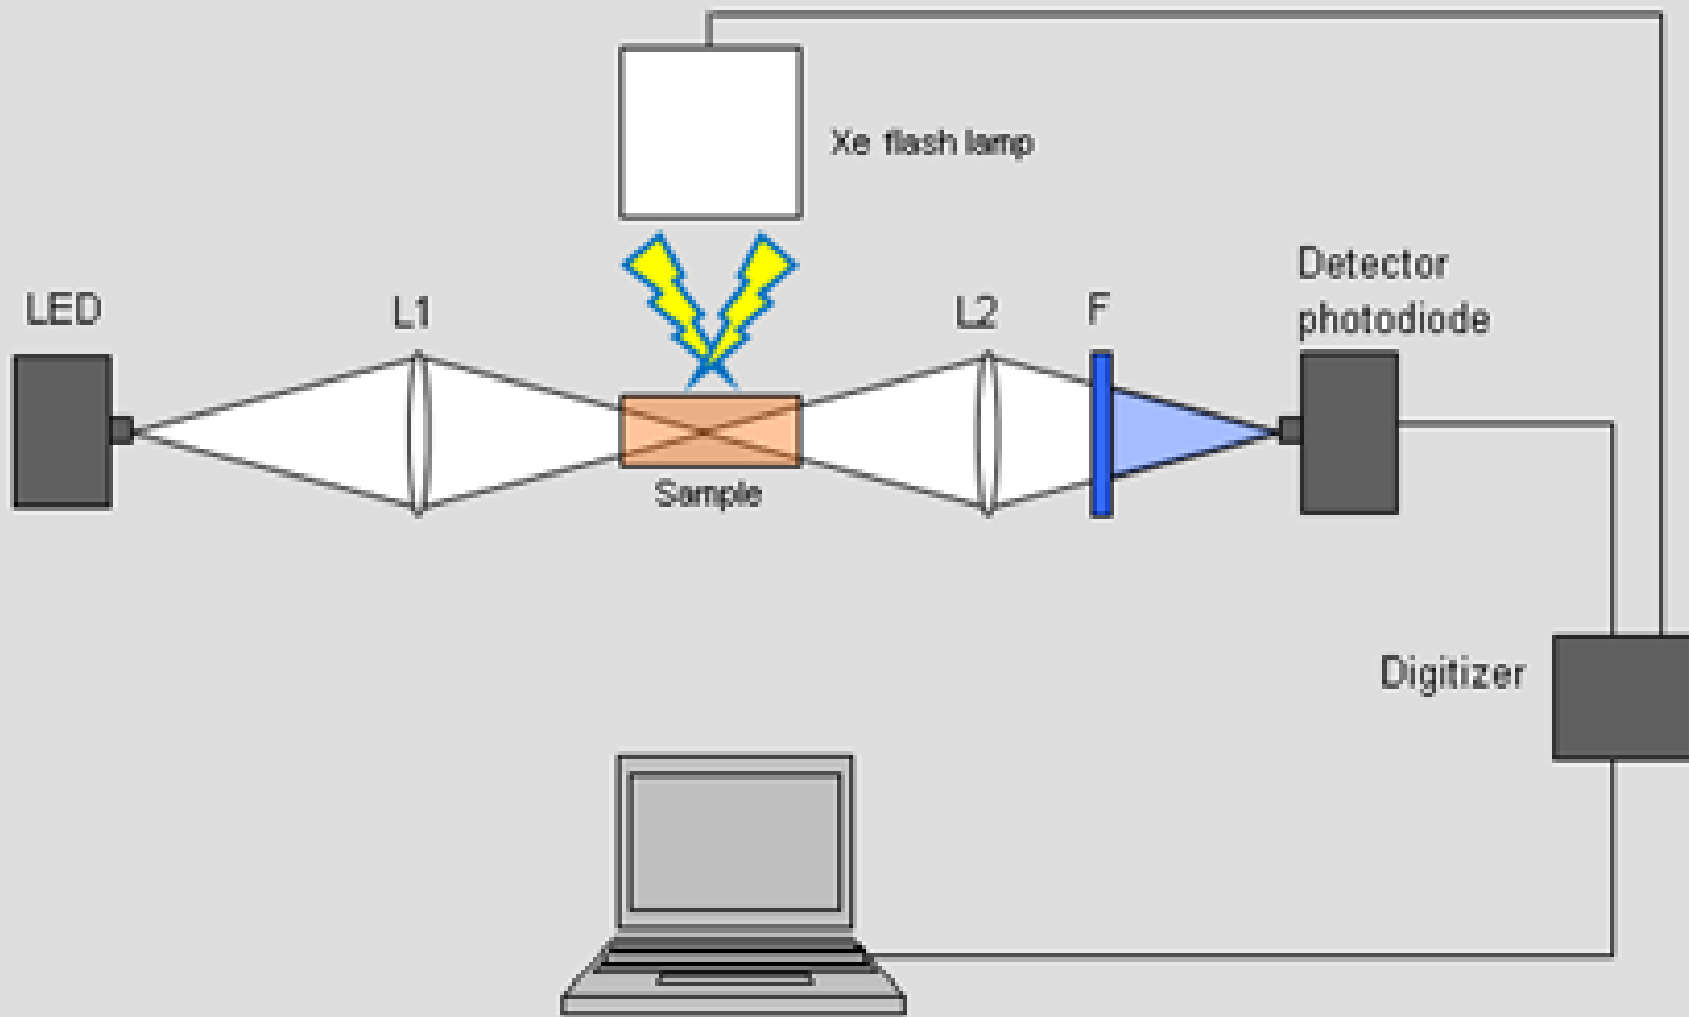 Xe flash lamp
LED
L1
L2
F
Detector
photodiode
Sample
Digitizer